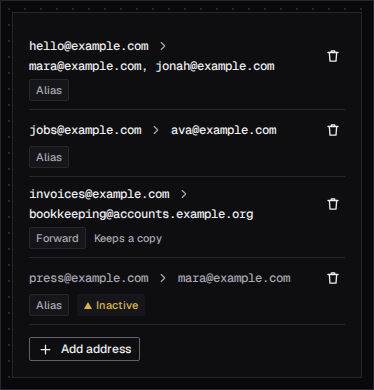 hello@example.com >
mara@example.com, jonah@example.com
Alias
jobs@example.com > ava@example.com
Alias
invoices@example.com >
bookkeeping@accounts.example.org
Forward Keeps a copy
press@example.com > mara@example.com
Alias Inactive
+ Add address